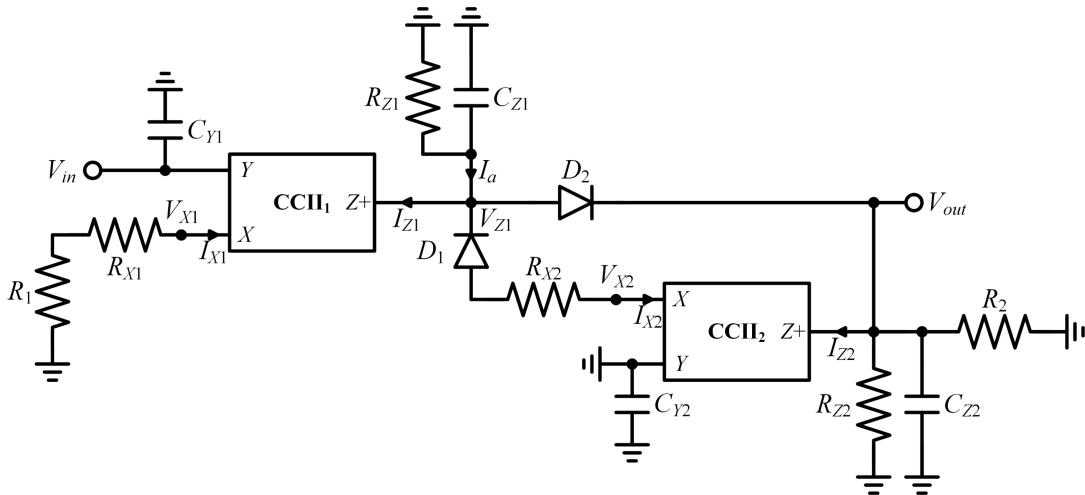 R_Z1
C_Z1
C_Y1
V_in
Y
CCII_1
Z+
I_a
D_2
V_out
V_X1
I_X1
X
I_Z1
V_Z1
R_X1
D_1
R_X2
V_X2
R_1
I_X2
X
CCII_2
Z+
I_Z2
R_2
Y
C_Y2
R_Z2
C_Z2